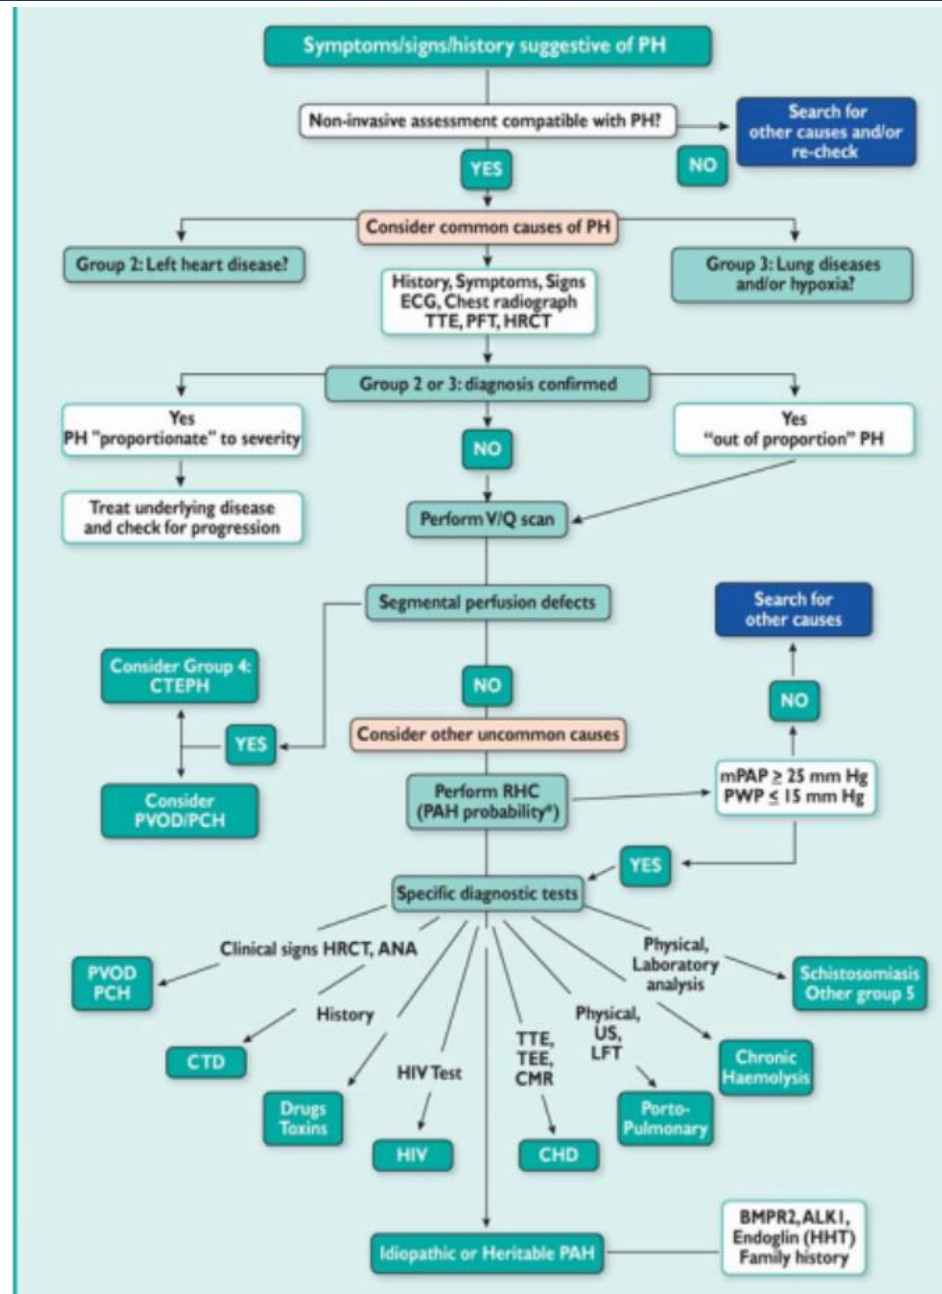 Symptoms/signs/history suggestive of PH
Non-invasive assessment compatible with PH?
Search for
other causes and/or
re-check
YES
NO
Consider common causes of PH
Group 2: Left heart disease?
History, Symptoms, Signs
ECG, Chest radiograph
TTE, PFT, HRCT
Group 3: Lung diseases
and/or hypoxia?
Group 2 or 3: diagnosis confirmed
Yes
PH "proportionate" to severity
NO
Yes
"out of proportion" PH
Treat underlying disease
and check for progression
Perform V/Q scan
Segmental perfusion defects
Search for
other causes
Consider Group 4:
CTEPH
NO
NO
YES
Consider other uncommon causes
Consider
PVOD/PCH
Perform RHC
(PAH probability*)
mPAP ≥ 25 mm Hg
PWP ≤ 15 mm Hg
YES
Specific diagnostic tests
Clinical signs HRCT, ANA
Physical,
Laboratory
analysis
PVOD
PCH
Schistosomiasis
Other group 5
History
HIV Test
TTE,
TEE,
CMR
Physical,
US,
LFT
CTD
Chronic
Haemolysis
Drugs
Toxins
HIV
CHD
Porto-
Pulmonary
Idiopathic or Heritable PAH
BMPR2, ALK1,
Endoglin (HHT)
Family history